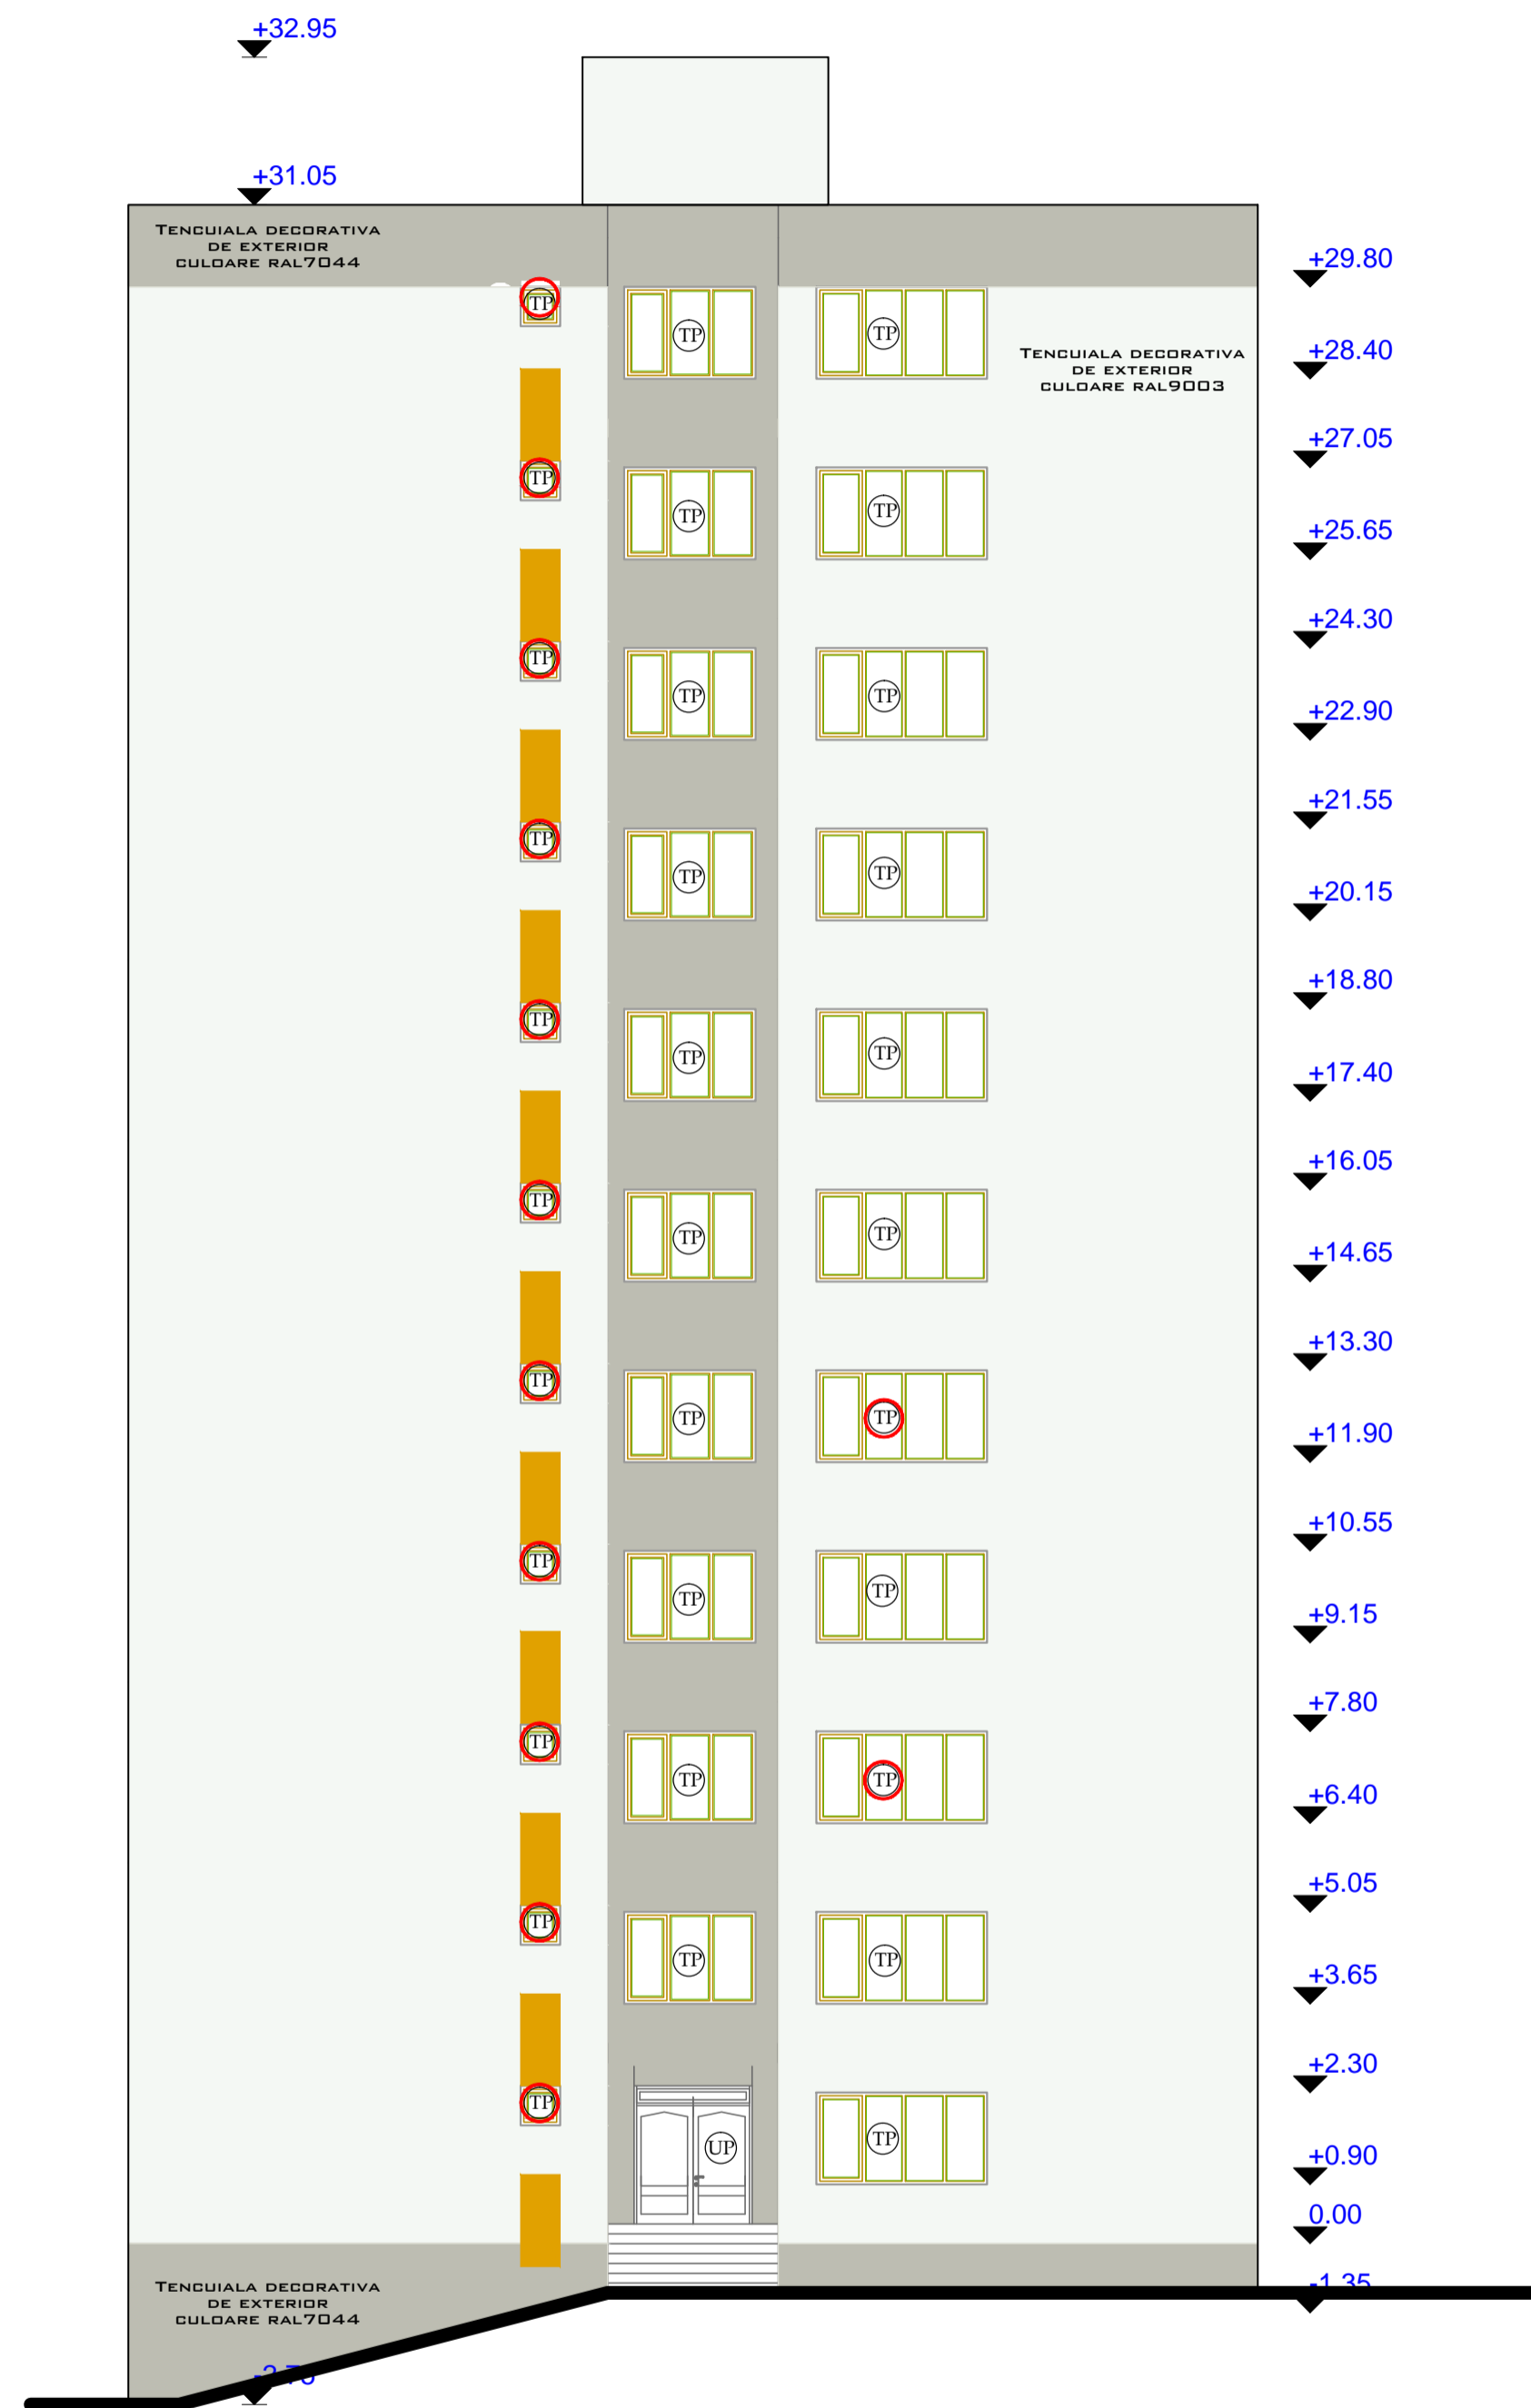 +32.95
+31.05
TENCUIALA DECORATIVA
DE EXTERIOR
CULOARE RAL7044
+29.80
TP
TP
TP
TENCUIALA DECORATIVA
DE EXTERIOR
CULOARE RAL9003
+28.40
+27.05
TP
TP
TP
+25.65
+24.30
TP
TP
TP
+22.90
+21.55
TP
TP
TP
+20.15
+18.80
TP
TP
TP
+17.40
+16.05
TP
TP
TP
+14.65
+13.30
TP
TP
TP
+11.90
+10.55
TP
TP
TP
+9.15
+7.80
TP
TP
TP
+6.40
+5.05
TP
TP
TP
+3.65
+2.30
TP
UP
TP
+0.90
0.00
-1.35
TENCUIALA DECORATIVA
DE EXTERIOR
CULOARE RAL7044